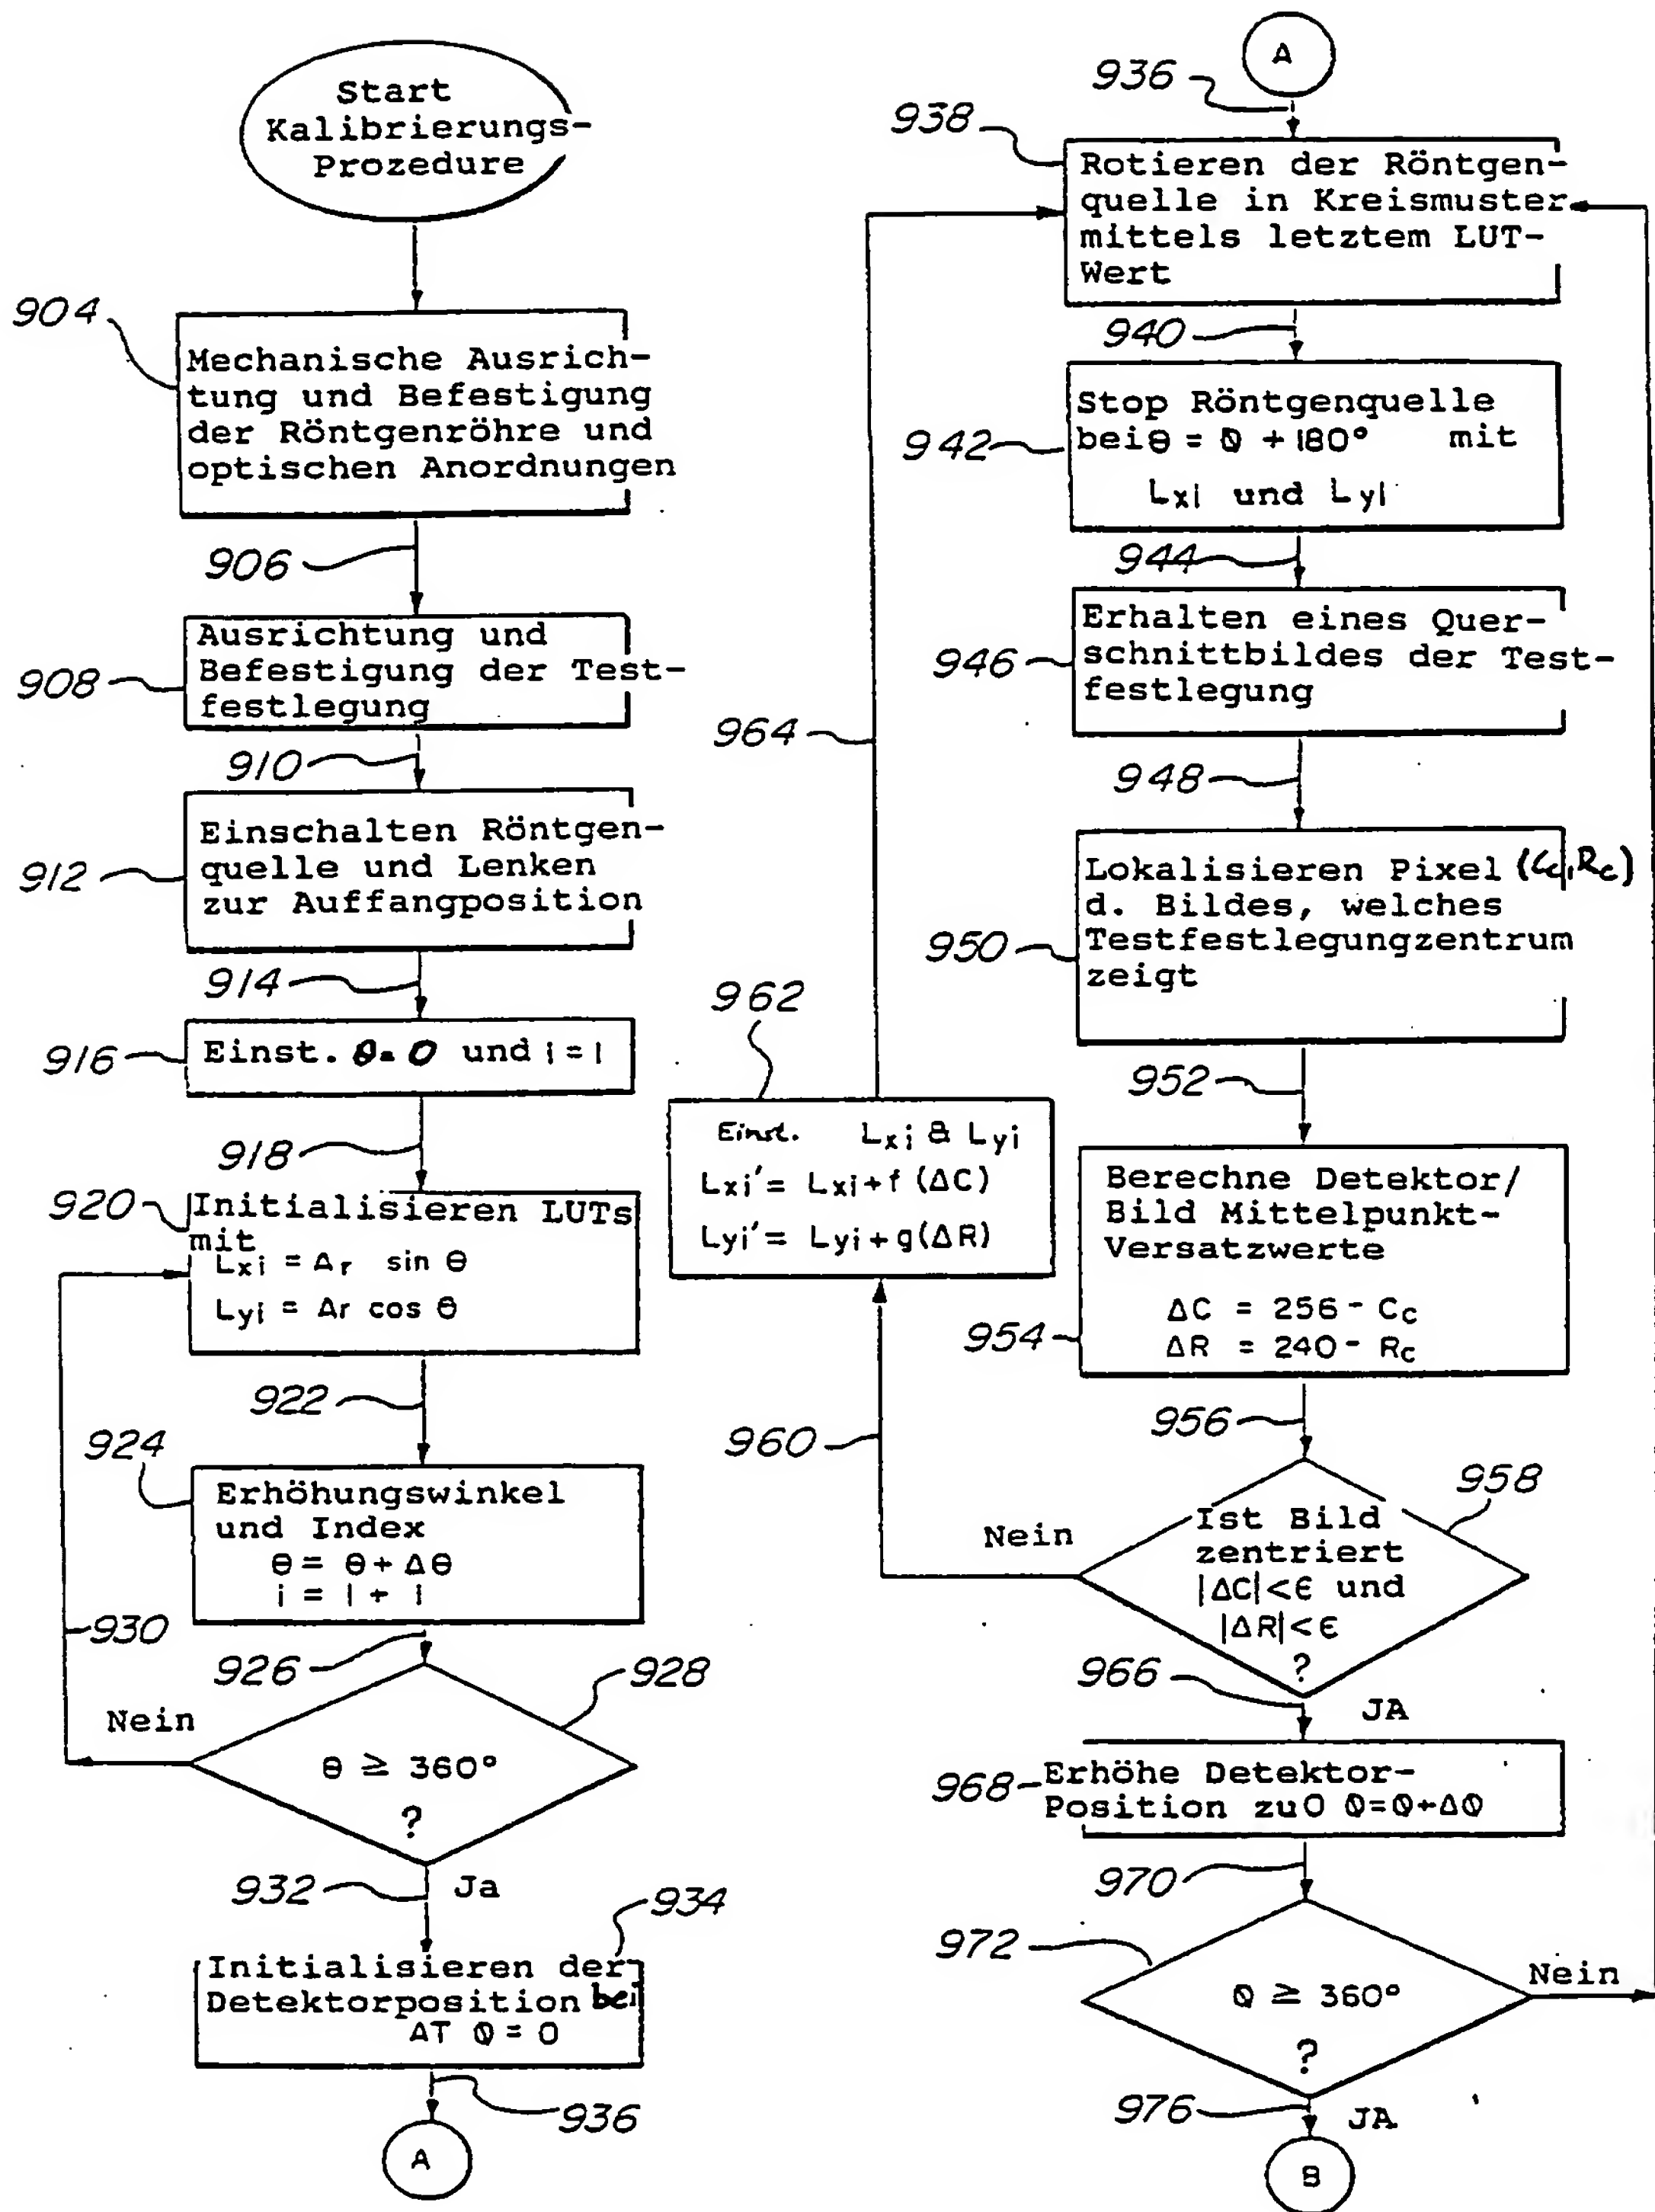 Start
Kalibrierungs-
Prozedure
904
Mechanische Ausrich-
tung und Befestigung
der Röntgenröhre und
optischen Anordnungen
906
908
Ausrichtung und
Befestigung der Test-
festlegung
910
912
Einschalten Röntgen-
quelle und Lenken
zur Auffangposition
914
916
Einst. θ = 0 und i = 1
918
920
Initialisieren LUTs
mit
Lxi = Δr sin θ
Lyi = Δr cos θ
922
924
Erhöhungswinkel
und Index
θ = θ + Δθ
i = i + 1
930
926
928
Nein
θ ≥ 360°
?
932
Ja
934
Initialisieren der
Detektorposition bei
AT Φ = 0
936
A
A
936
938
Rotieren der Röntgen-
quelle in Kreismuster
mittels letztem LUT-
Wert
940
942
Stop Röntgenquelle
bei θ = Φ + 180° mit
Lxi und Lyi
944
946
Erhalten eines Quer-
schnittbildes der Test-
festlegung
964
948
950
Lokalisieren Pixel (Cc, Rc)
d. Bildes, welches
Testfestlegungzentrum
zeigt
962
952
Einst. Lxi & Lyi
Lxi' = Lxi + f (ΔC)
Lyi' = Lyi + g (ΔR)
954
Berechne Detektor/
Bild Mittelpunkt-
Versatzwerte
ΔC = 256 - Cc
ΔR = 240 - Rc
956
960
958
Nein
Ist Bild
zentriert
|ΔC| < ϵ und
|ΔR| < ϵ
?
966
JA
968
Erhöhe Detektor-
Position zu0 Φ=Φ+ΔΦ
970
972
Φ ≥ 360°
?
Nein
976
JA
B